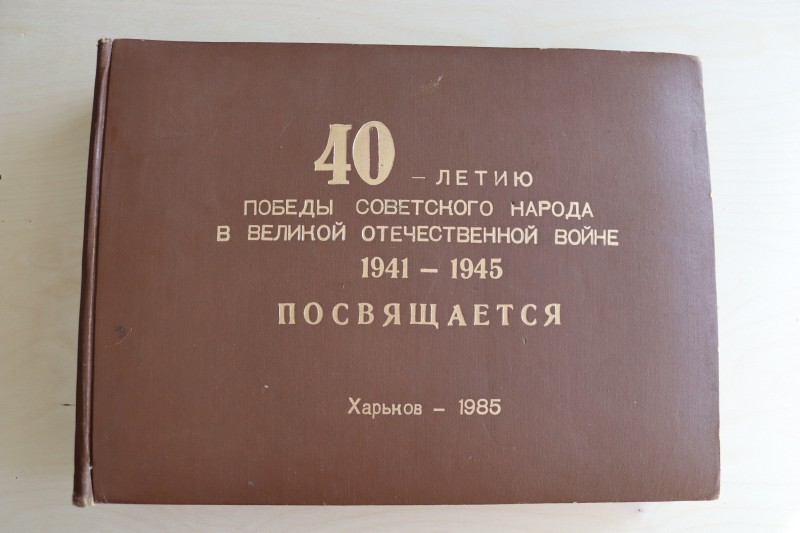 40 – ЛЕТИЮ
ПОБЕДЫ СОВЕТСКОГО НАРОДА
В ВЕЛИКОЙ ОТЕЧЕСТВЕННОЙ ВОЙНЕ
1941 – 1945
ПОСВЯЩАЕТСЯ
Харьков – 1985